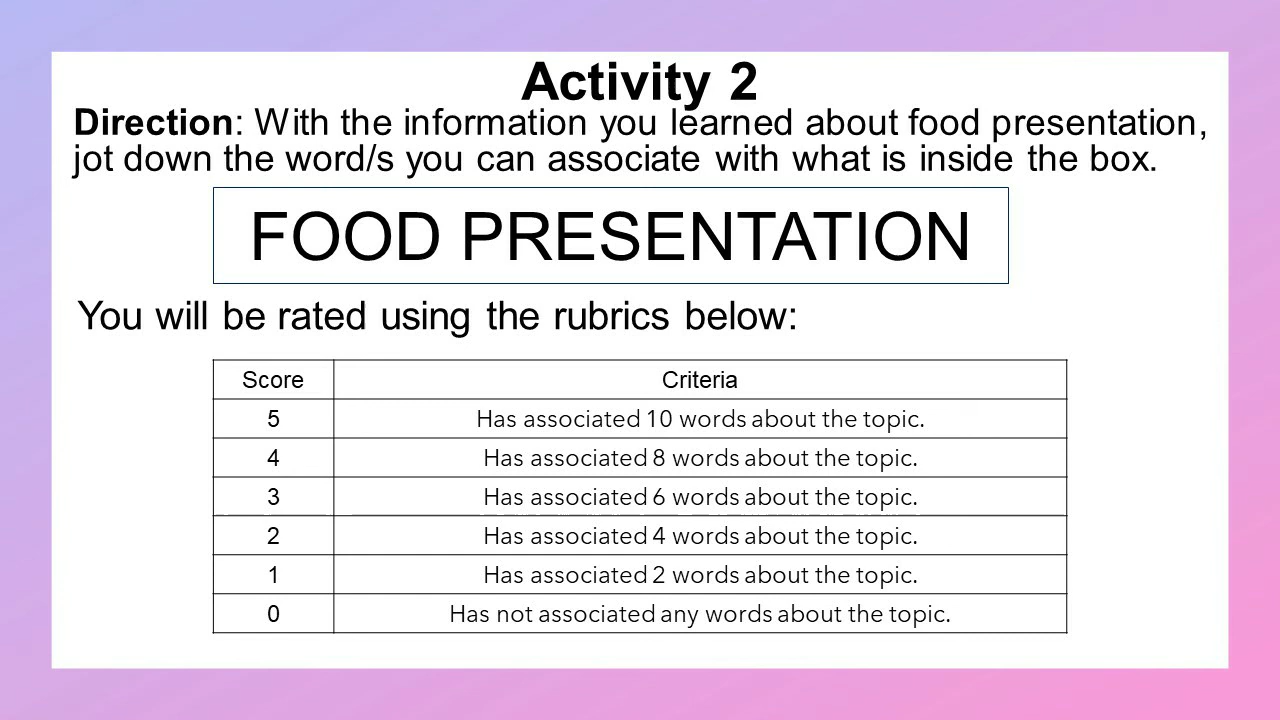 Activity 2
Direction: With the information you learned about food presentation,
jot down the word/s you can associate with what is inside the box.
FOOD PRESENTATION
You will be rated using the rubrics below:
Score Criteria
5 Has associated 10 words about the topic.
4 Has associated 8 words about the topic.
3 Has associated 6 words about the topic.
2 Has associated 4 words about the topic.
1 Has associated 2 words about the topic.
0 Has not associated any words about the topic.